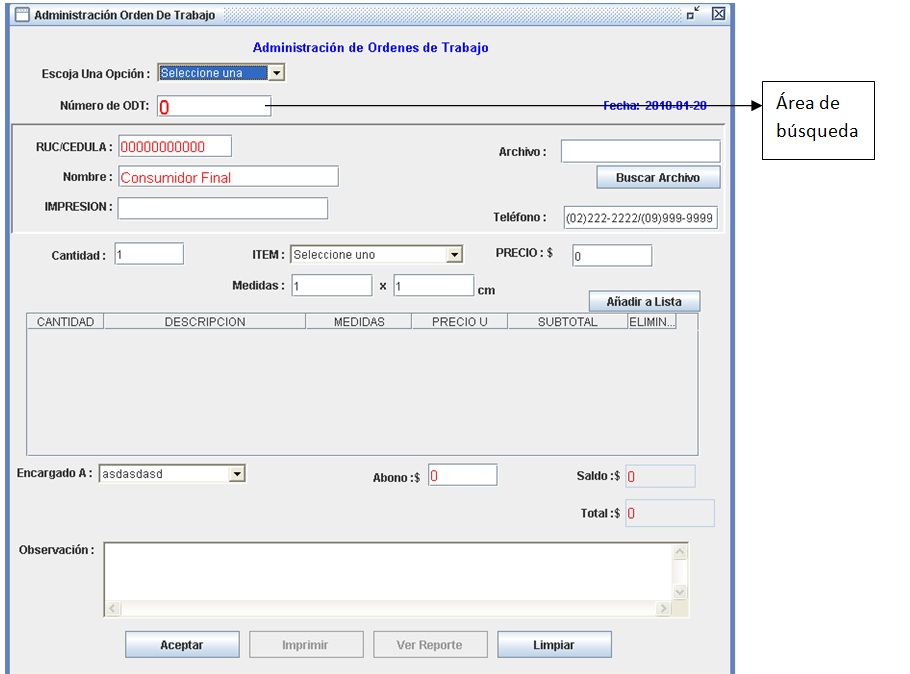 Administración Orden De Trabajo
Administración de Ordenes de Trabajo
Escoja Una Opción : Seleccione una
Número de ODT: 0
Fecha: 2010-01-20
Área de
búsqueda
RUC/CEDULA : 00000000000
Archivo :
Nombre : Consumidor Final
Buscar Archivo
IMPRESION :
Teléfono : (02)222-2222/(09)999-9999
Cantidad : 1
ITEM : Seleccione uno
PRECIO : $ 0
Medidas : 1 x 1 cm
Añadir a Lista
CANTIDAD DESCRIPCION MEDIDAS PRECIO U SUBTOTAL ELIMIN...
Encargado A : asdasdasd
Abono :$ 0
Saldo :$ 0
Total :$ 0
Observación :
Aceptar Imprimir Ver Reporte Limpiar